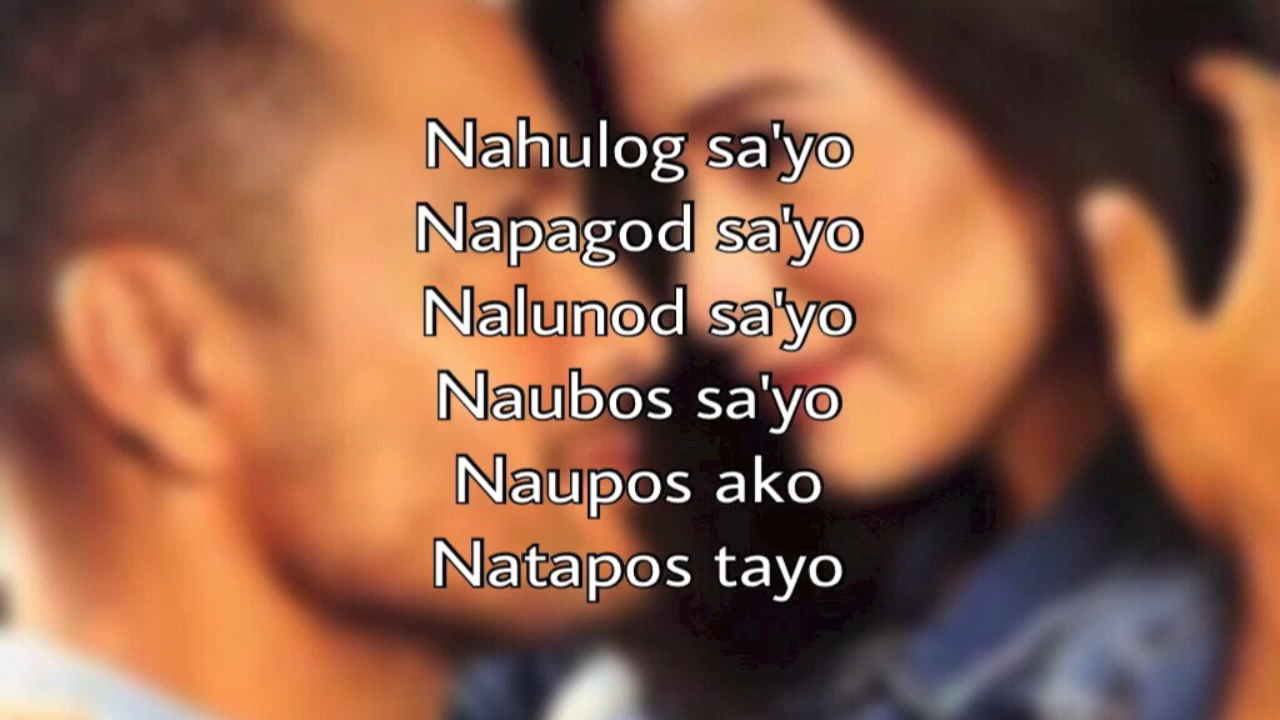 Nahulog sa'yo
Napagod sa'yo
Nalunod sa'yo
Naubos sa'yo
Naupos ako
Natapos tayo